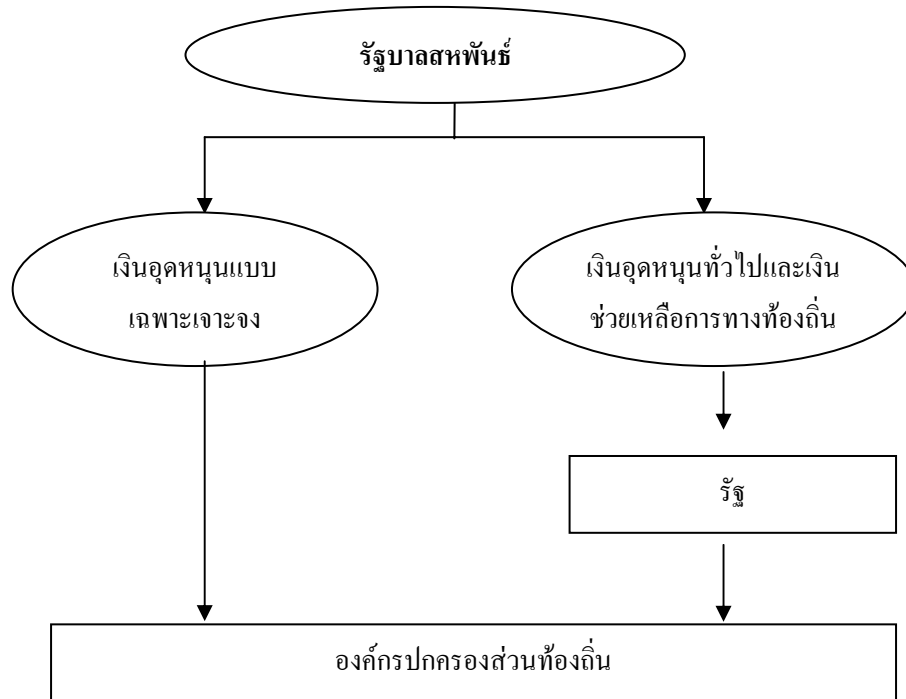 รัฐบาลสหพันธ์
เงินอุดหนุนแบบ
เฉพาะเจาะจง
เงินอุดหนุนทั่วไปและเงิน
ช่วยเหลือการทางท้องถิ่น
รัฐ
องค์กรปกครองส่วนท้องถิ่น